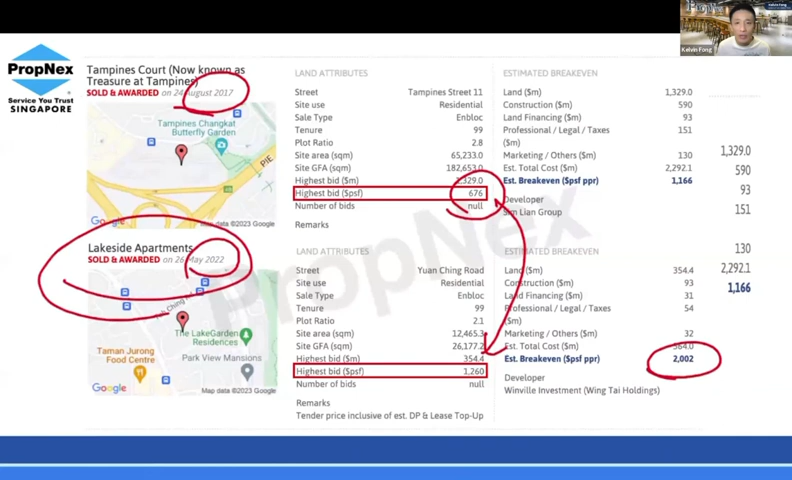 PropNex
Kelvin Fong
Kelvin Fong
PropNex
Service You Trust
SINGAPORE
Tampines Court (Now known as
Treasure at Tampines)
SOLD & AWARDED on 24 August 2017
Tampines Changkat
Butterfly Garden
PIE
Google
Map data ©2023 Google
LAND ATTRIBUTES
Street Tampines Street 11
Site use Residential
Sale Type Enbloc
Tenure 99
Plot Ratio 2.8
Site area (sqm) 65,233.0
Site GFA (sqm) 182,653.0
Highest bid ($m) 1,329.0
Highest bid ($psf) 676
Number of bids null
Remarks
ESTIMATED BREAKEVEN
Land ($m) 1,329.0
Construction ($m) 590
Land Financing ($m) 93
Professional / Legal / Taxes 151
($m)
Marketing / Others ($m) 130
Est. Total Cost ($m) 2,292.1
Est. Breakeven ($psf ppr) 1,166
Developer
Sim Lian Group
1,329.0
590
93
151
130
2,292.1
1,166
Lakeside Apartments
SOLD & AWARDED on 26 May 2022
Yuan Ching Rd
The LakeGarden
Residences
Taman Jurong
Food Centre
Park View Mansions
Google
Map data ©2023 Google
LAND ATTRIBUTES
Street Yuan Ching Road
Site use Residential
Sale Type Enbloc
Tenure 99
Plot Ratio 2.1
Site area (sqm) 12,465.3
Site GFA (sqm) 26,177.2
Highest bid ($m) 354.4
Highest bid ($psf) 1,260
Number of bids null
Remarks
Tender price inclusive of est. DP & Lease Top-Up
ESTIMATED BREAKEVEN
Land ($m) 354.4
Construction ($m) 93
Land Financing ($m) 31
Professional / Legal / Taxes 54
($m)
Marketing / Others ($m) 32
Est. Total Cost ($m) 564.0
Est. Breakeven ($psf ppr) 2,002
Developer
Winville Investment (Wing Tai Holdings)
PropNex